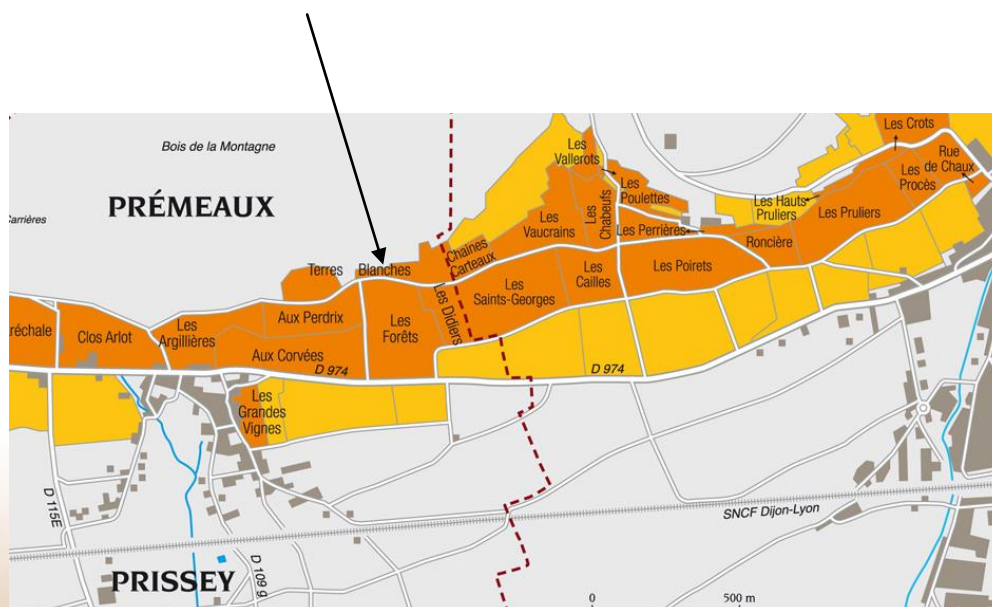 Bois de la Montagne
PRÉMEAUX
Carrières
Les
Vallerots
Les Crots
Rue
de Chaux
Les
Procès
Les
Poulettes
Les Hauts
Pruliers
Les Pruliers
Les
Chabeufs
Les
Vaucrains
Les Perrières
Roncière
Chaines
Carteaux
Terres
Blanches
Les Poirets
Les
Cailles
Les
Saints-Georges
Les Didiers
Les
Forêts
Aux Perdrix
Les
Argillières
Clos Arlot
aréchale
Aux Corvées
D 974
D 974
Les
Grandes
Vignes
D 115E
SNCF Dijon-Lyon
D 109 g
PRISSEY
0
500 m